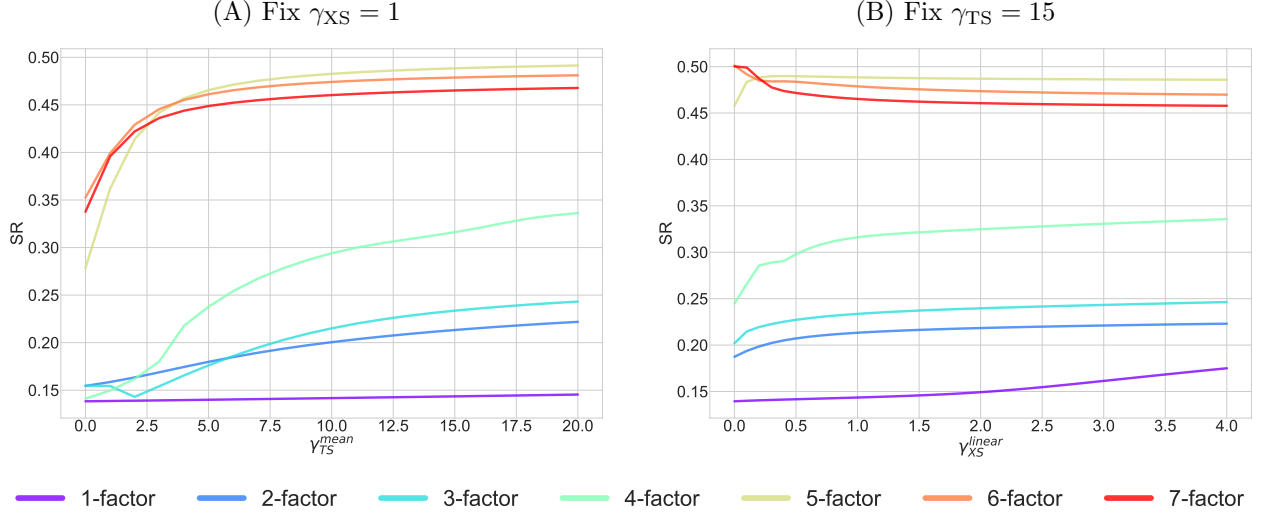 (A) Fix γXS = 1
(B) Fix γTS = 15
0.50
0.45
0.40
0.35
0.30
0.25
0.20
0.15
SR
0.0 2.5 5.0 7.5 10.0 12.5 15.0 17.5 20.0
γTS^mean
0.50
0.45
0.40
0.35
0.30
0.25
0.20
0.15
SR
0.0 0.5 1.0 1.5 2.0 2.5 3.0 3.5 4.0
γXS^linear
1-factor 2-factor 3-factor 4-factor 5-factor 6-factor 7-factor